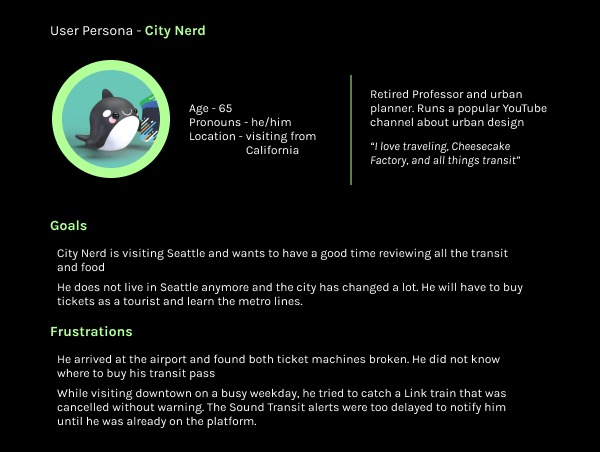 User Persona - City Nerd
Age - 65
Pronouns - he/him
Location - visiting from
California
Retired Professor and urban
planner. Runs a popular YouTube
channel about urban design
“I love traveling, Cheesecake
Factory, and all things transit”
Goals
City Nerd is visiting Seattle and wants to have a good time reviewing all the transit
and food
He does not live in Seattle anymore and the city has changed a lot. He will have to buy
tickets as a tourist and learn the metro lines.
Frustrations
He arrived at the airport and found both ticket machines broken. He did not know
where to buy his transit pass
While visiting downtown on a busy weekday, he tried to catch a Link train that was
cancelled without warning. The Sound Transit alerts were too delayed to notify him
until he was already on the platform.